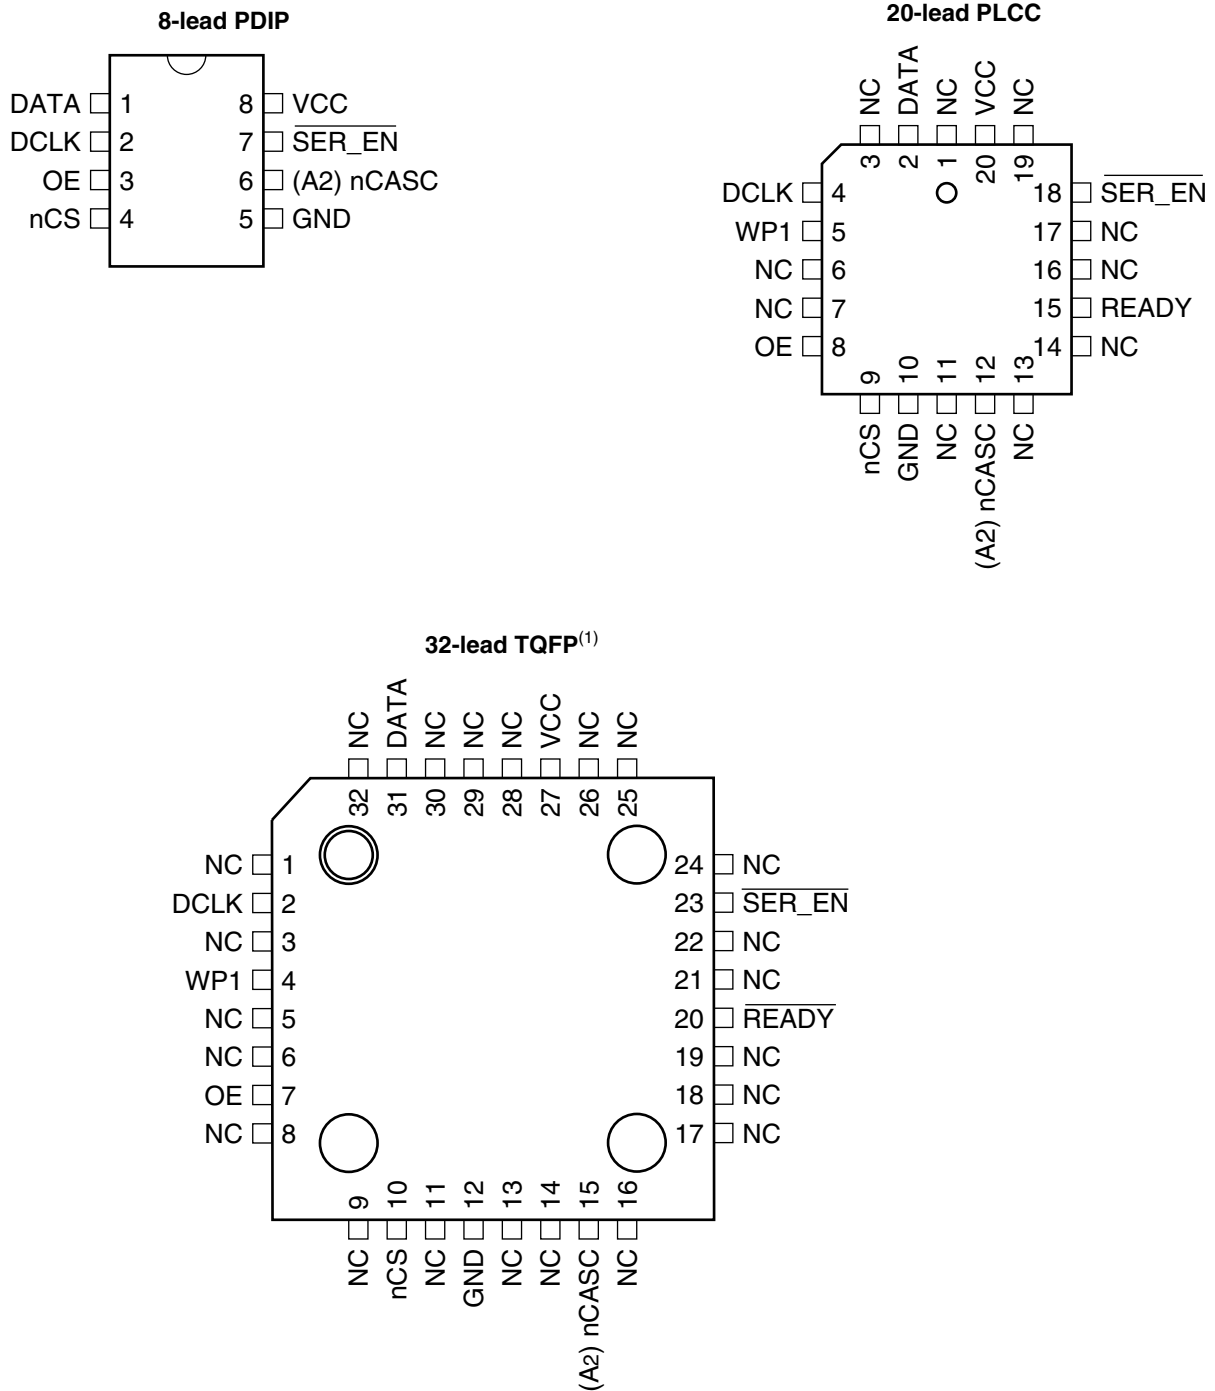 8-lead PDIP
DATA 1 8 VCC
DCLK 2 7 SER_EN
OE 3 6 (A2) nCASC
nCS 4 5 GND
20-lead PLCC
NC DATA NC VCC NC
3 2 1 20 19
DCLK 4 18 SER_EN
WP1 5 17 NC
NC 6 16 NC
NC 7 15 READY
OE 8 14 NC
9 10 11 12 13
nCS GND NC (A2) nCASC NC
32-lead TQFP(1)
NC DATA NC NC NC VCC NC NC
32 31 30 29 28 27 26 25
NC 1 24 NC
DCLK 2 23 SER_EN
NC 3 22 NC
WP1 4 21 NC
NC 5 20 READY
NC 6 19 NC
OE 7 18 NC
NC 8 17 NC
9 10 11 12 13 14 15 16
NC nCS NC GND NC NC (A2) nCASC NC